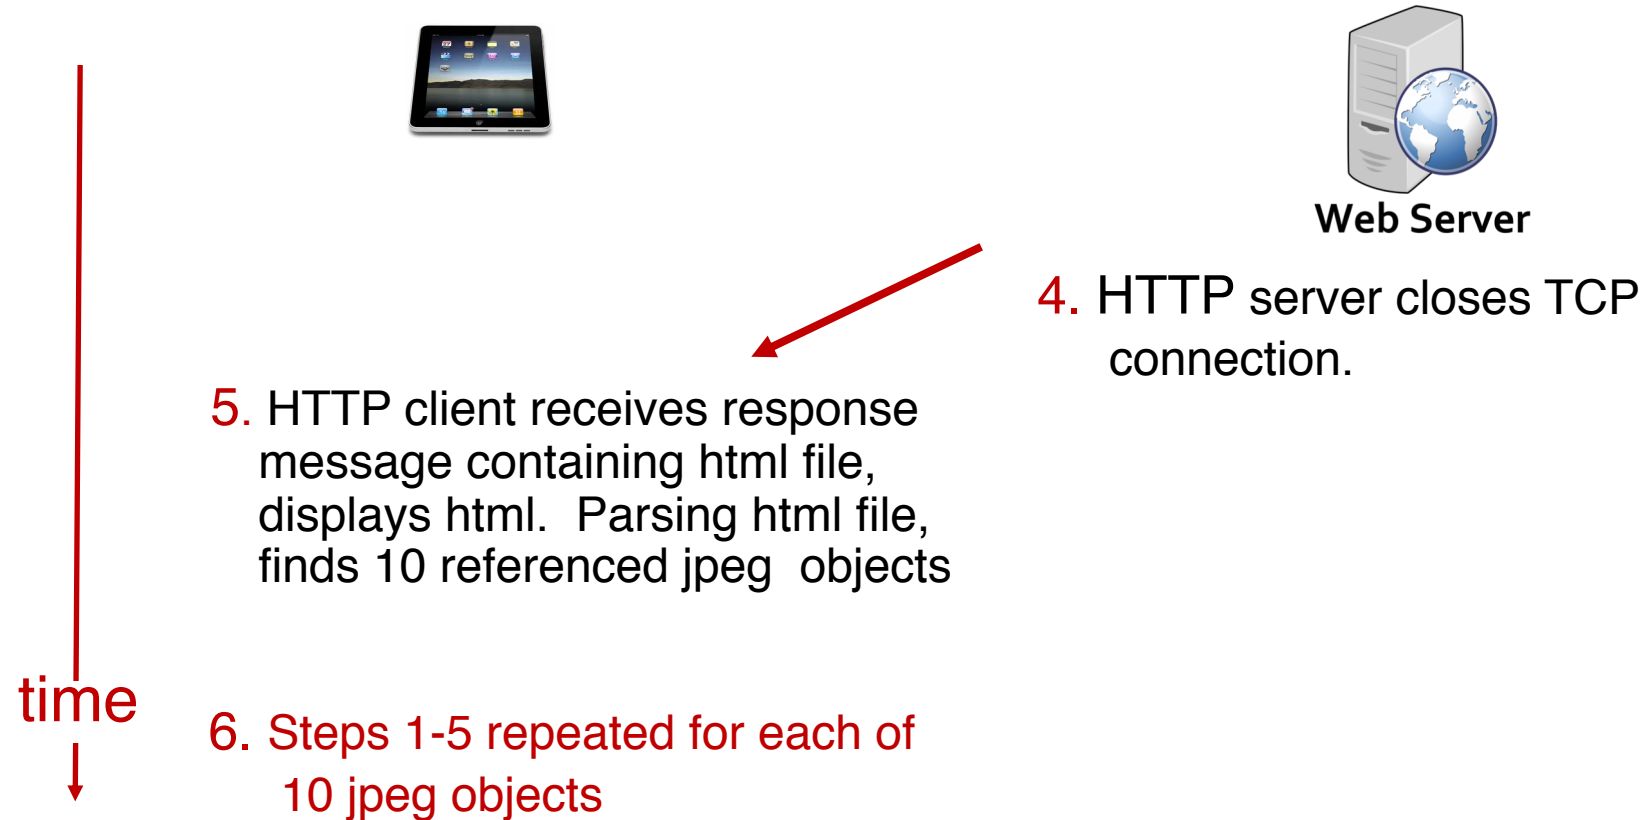 Web Server
4. HTTP server closes TCP
connection.
5. HTTP client receives response
message containing html file,
displays html.  Parsing html file,
finds 10 referenced jpeg  objects
time
6. Steps 1-5 repeated for each of
10 jpeg objects